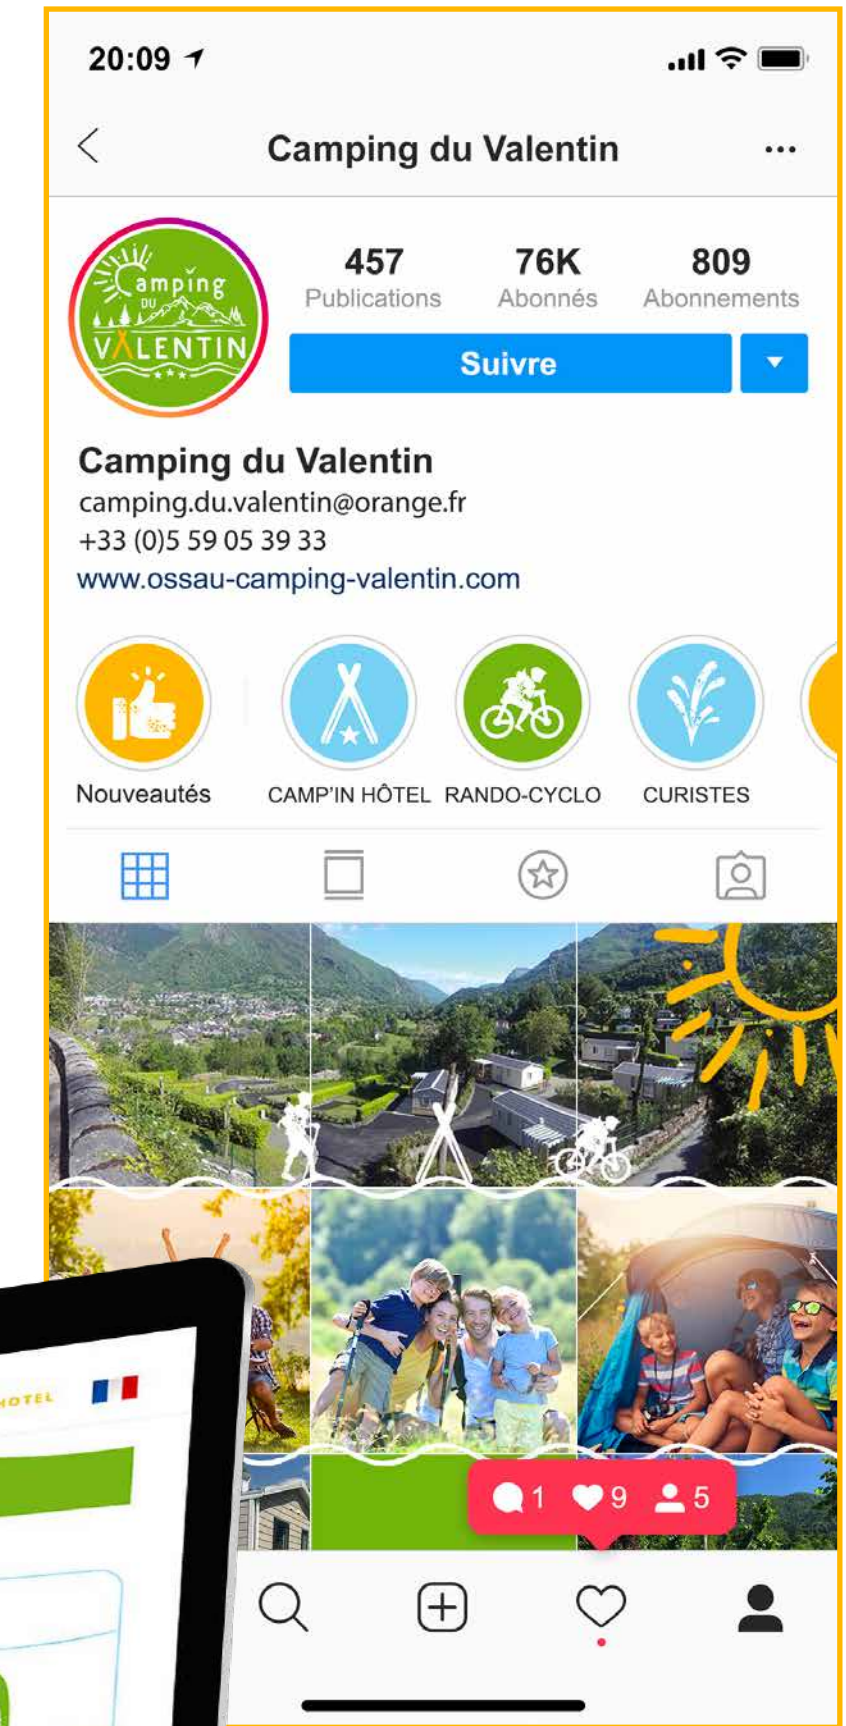 20:09
Camping du Valentin
Camping
DU
VALENTIN
457
76K
809
Publications
Abonnés
Abonnements
Suivre
Camping du Valentin
camping.du.valentin@orange.fr
+33 (0)5 59 05 39 33
www.ossau-camping-valentin.com
Nouveautés
CAMP'IN HÔTEL
RANDO-CYCLO
CURISTES
HOTEL
1
9
5